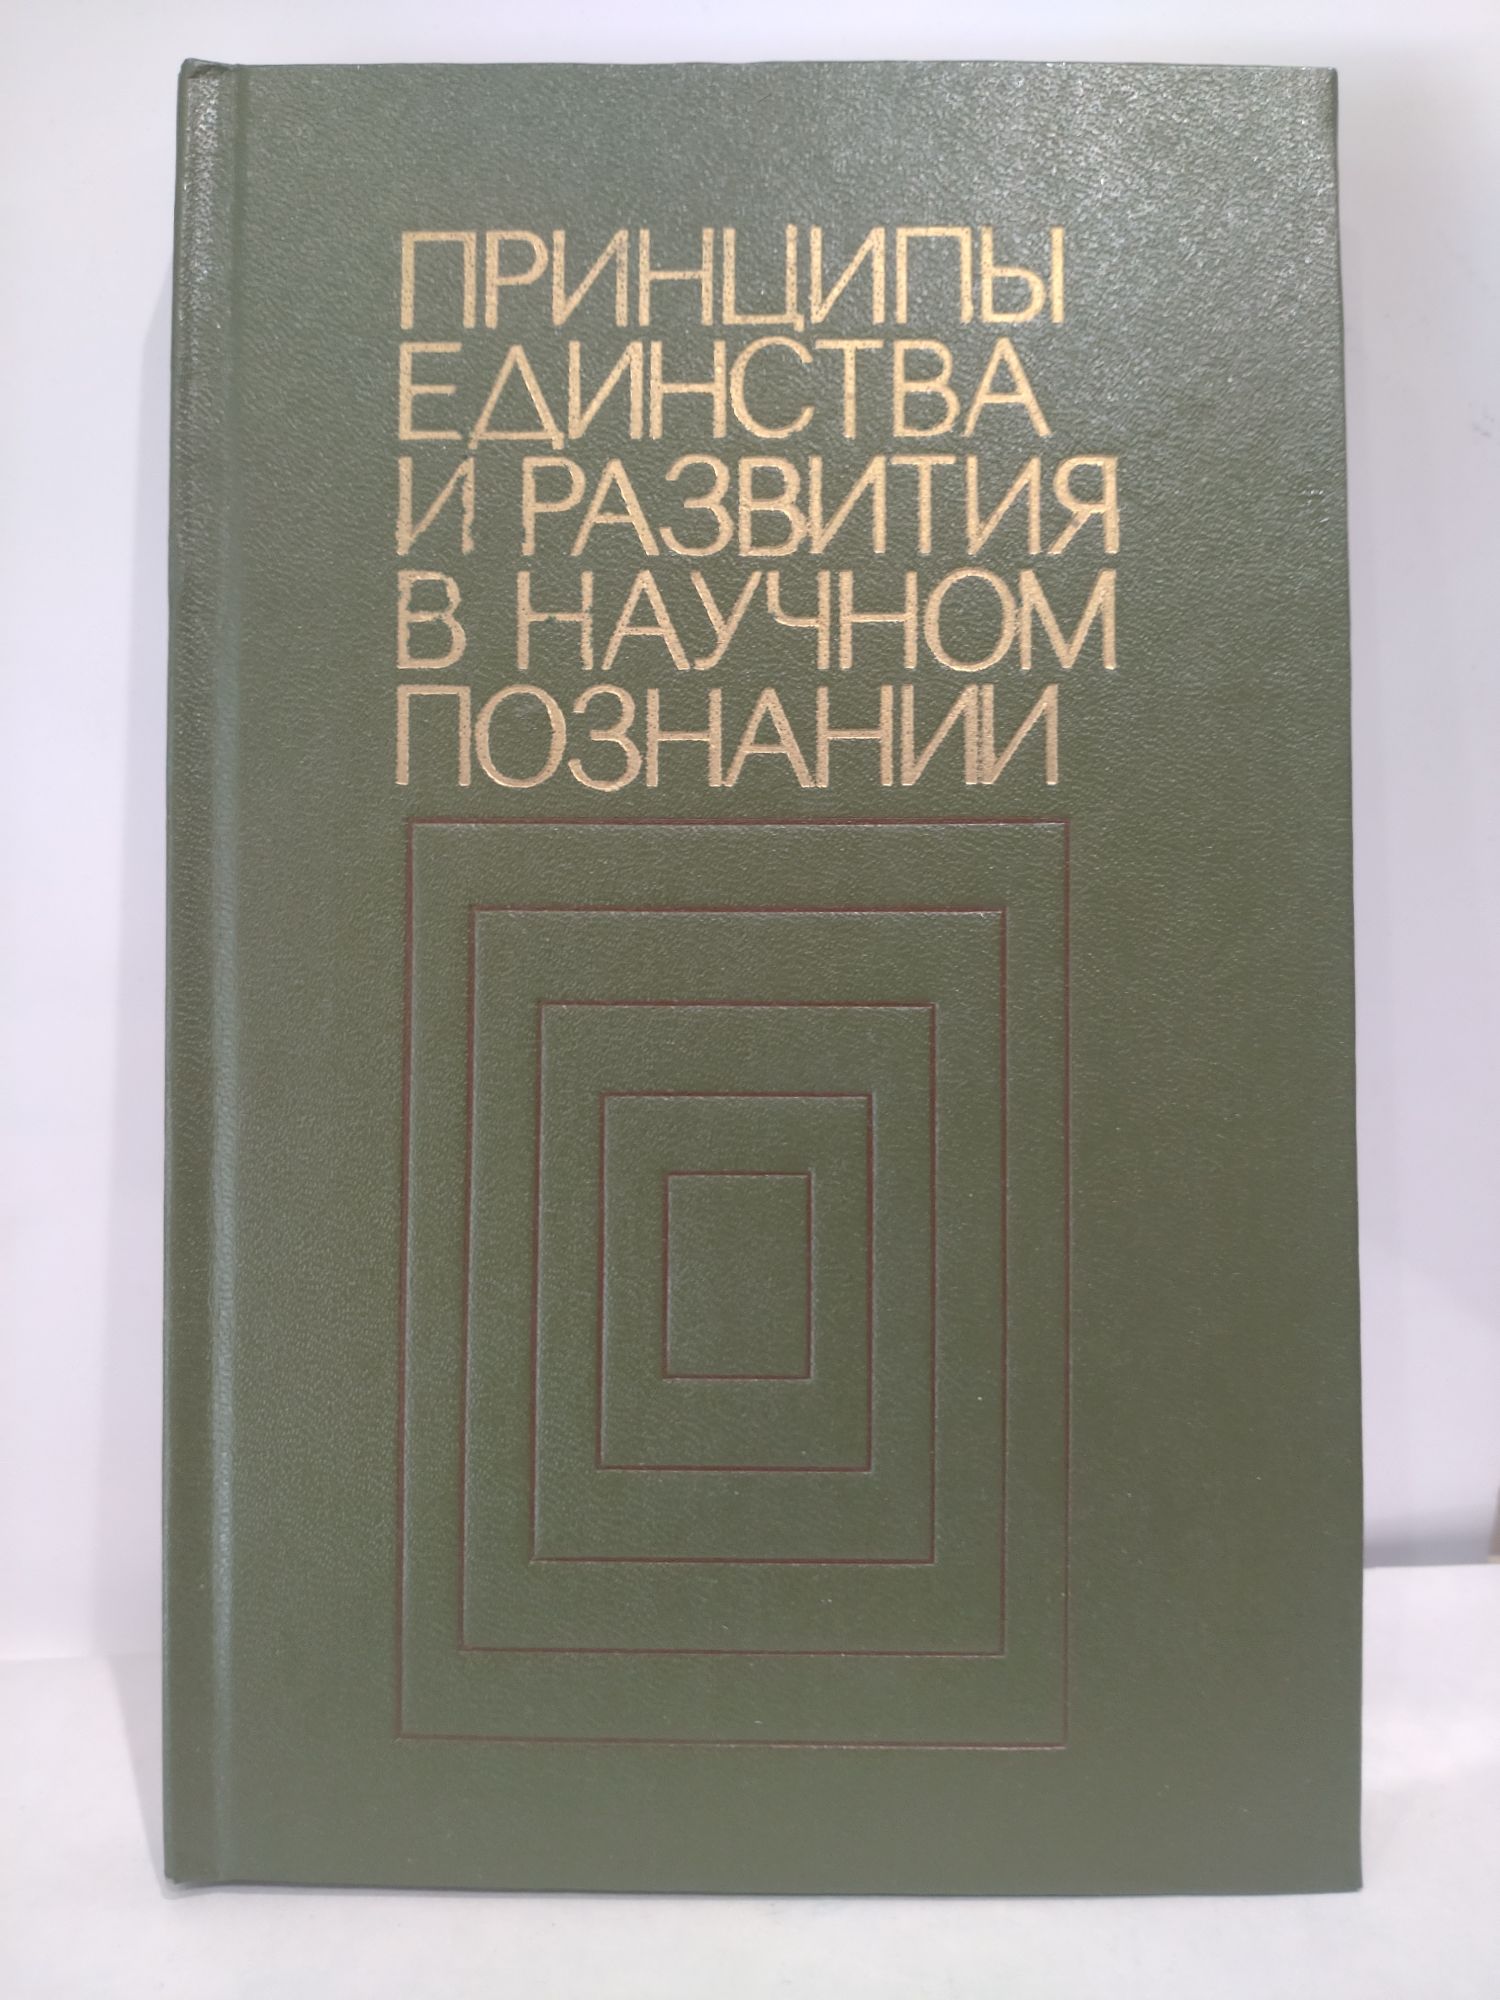 ПРИНЦИПЫ
ЕДИНСТВА
И РАЗВИТИЯ
В НАУЧНОМ
ПОЗНАНИИ